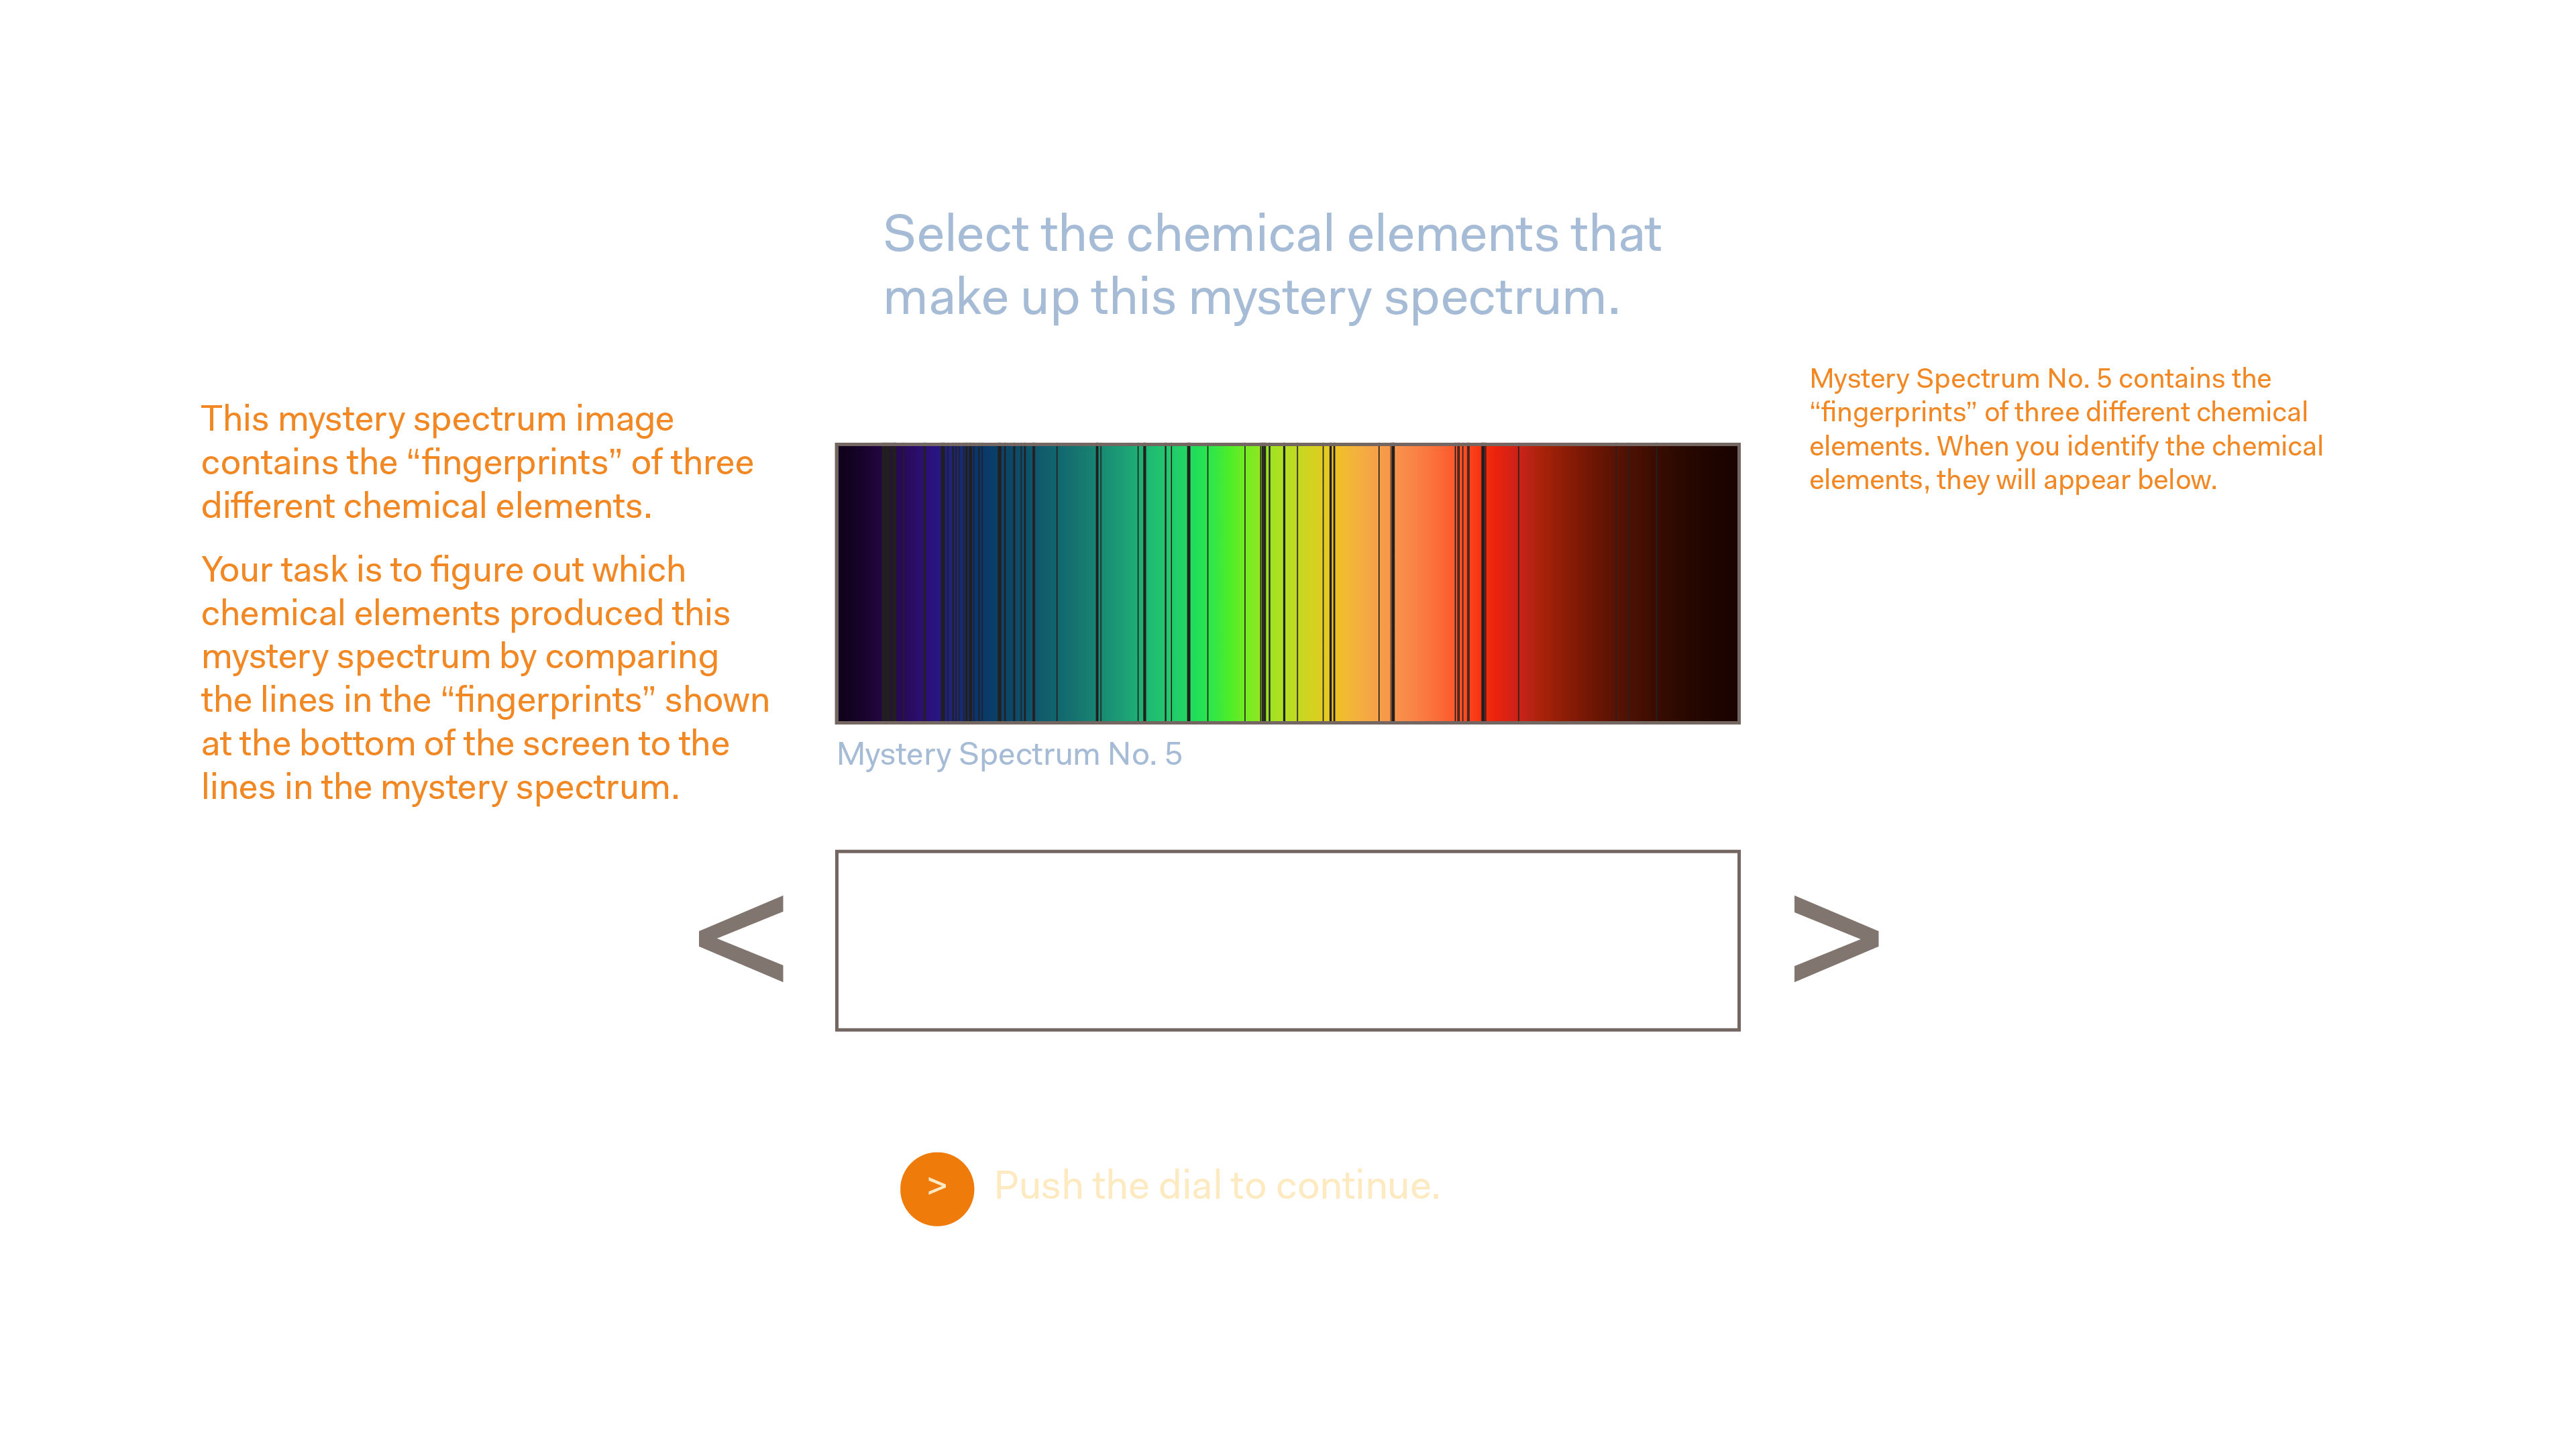 Select the chemical elements that
make up this mystery spectrum.
This mystery spectrum image
contains the “fingerprints” of three
different chemical elements.
Your task is to figure out which
chemical elements produced this
mystery spectrum by comparing
the lines in the “fingerprints” shown
at the bottom of the screen to the
lines in the mystery spectrum.
Mystery Spectrum No. 5
Mystery Spectrum No. 5 contains the
“fingerprints” of three different chemical
elements. When you identify the chemical
elements, they will appear below.
<
>
> Push the dial to continue.